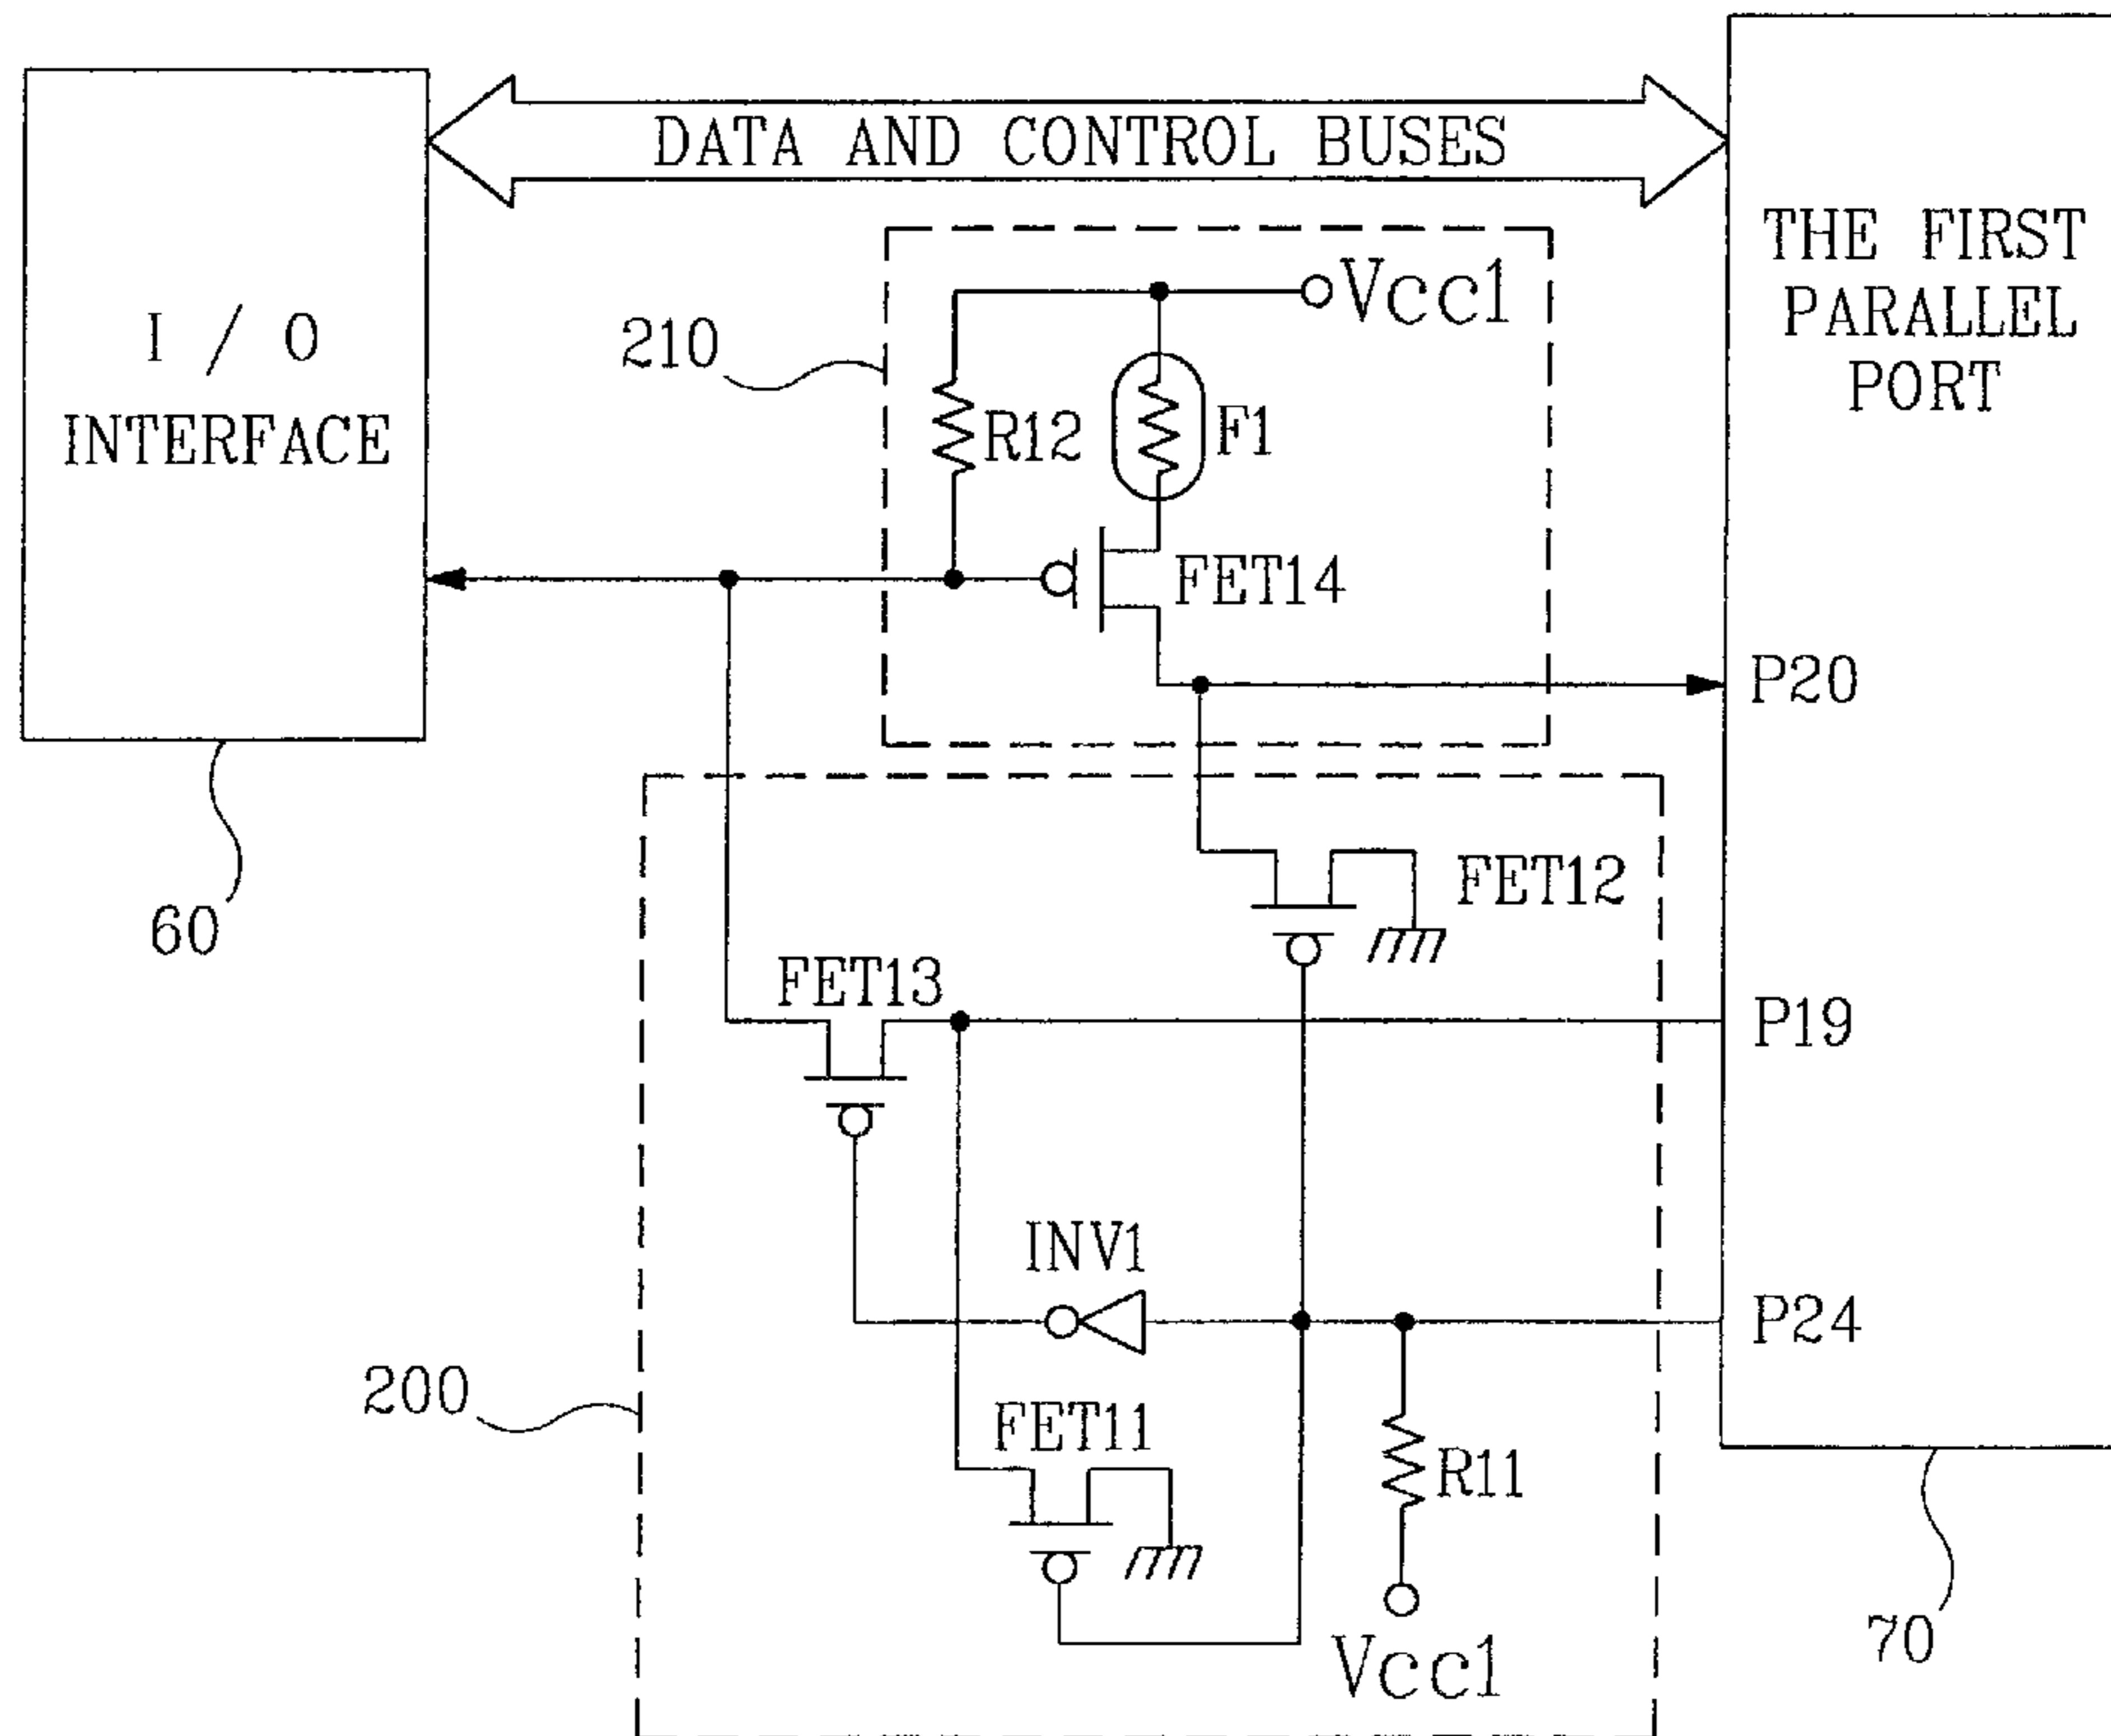 DATA AND CONTROL BUSES
I / O
INTERFACE
THE FIRST
PARALLEL
PORT
210
Vcc1
R12
F1
FET14
P20
60
FET12
FET13
P19
INV1
P24
200
FET11
R11
Vcc1
70